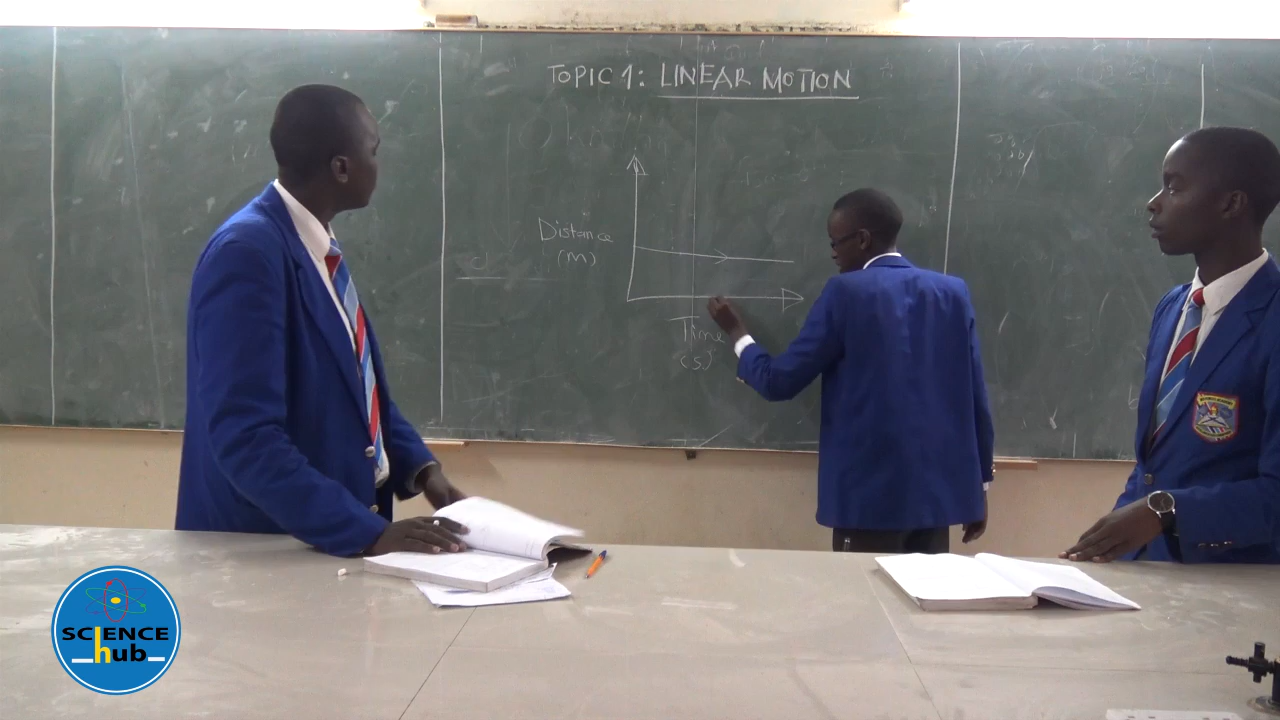 TOPIC 1: LINEAR MOTION
Distance
(M)
d
Time
(s)
SCIENCE
hub